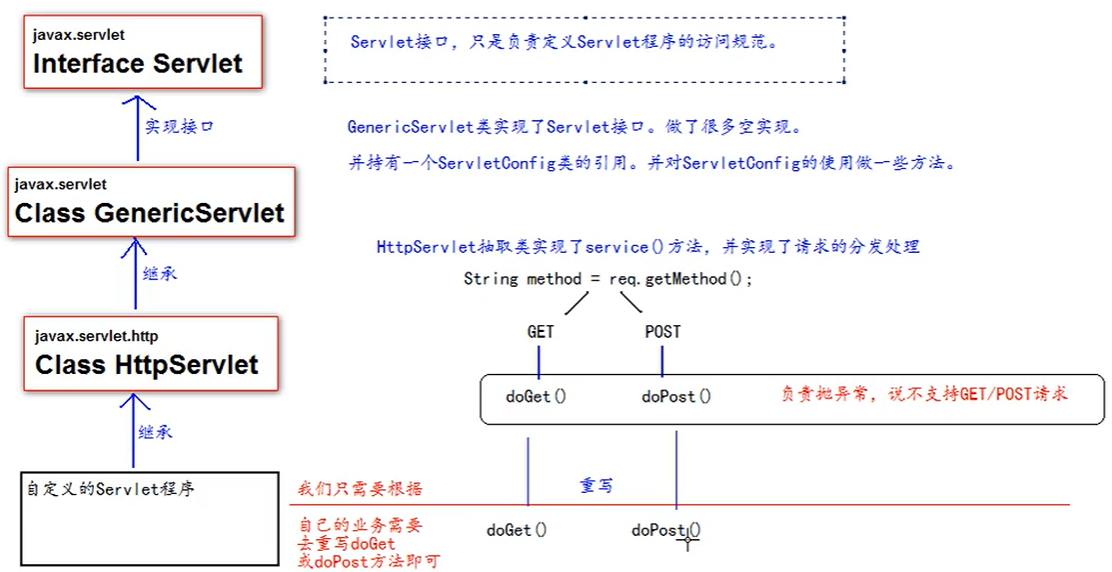 javax.servlet
Interface Servlet
Servlet接口，只是负责定义Servlet程序的访问规范。
实现接口
GenericServlet类实现了Servlet接口。做了很多空实现。
并持有一个ServletConfig类的引用。并对ServletConfig的使用做一些方法。
javax.servlet
Class GenericServlet
继承
HttpServlet抽取类实现了service()方法，并实现了请求的分发处理
String method = req.getMethod();
GET
POST
javax.servlet.http
Class HttpServlet
doGet()
doPost()
负责抛异常，说不支持GET/POST请求
继承
自定义的Servlet程序
我们只需要根据
自己的业务需要
去重写doGet
或doPost方法即可
重写
doGet()
doPost()